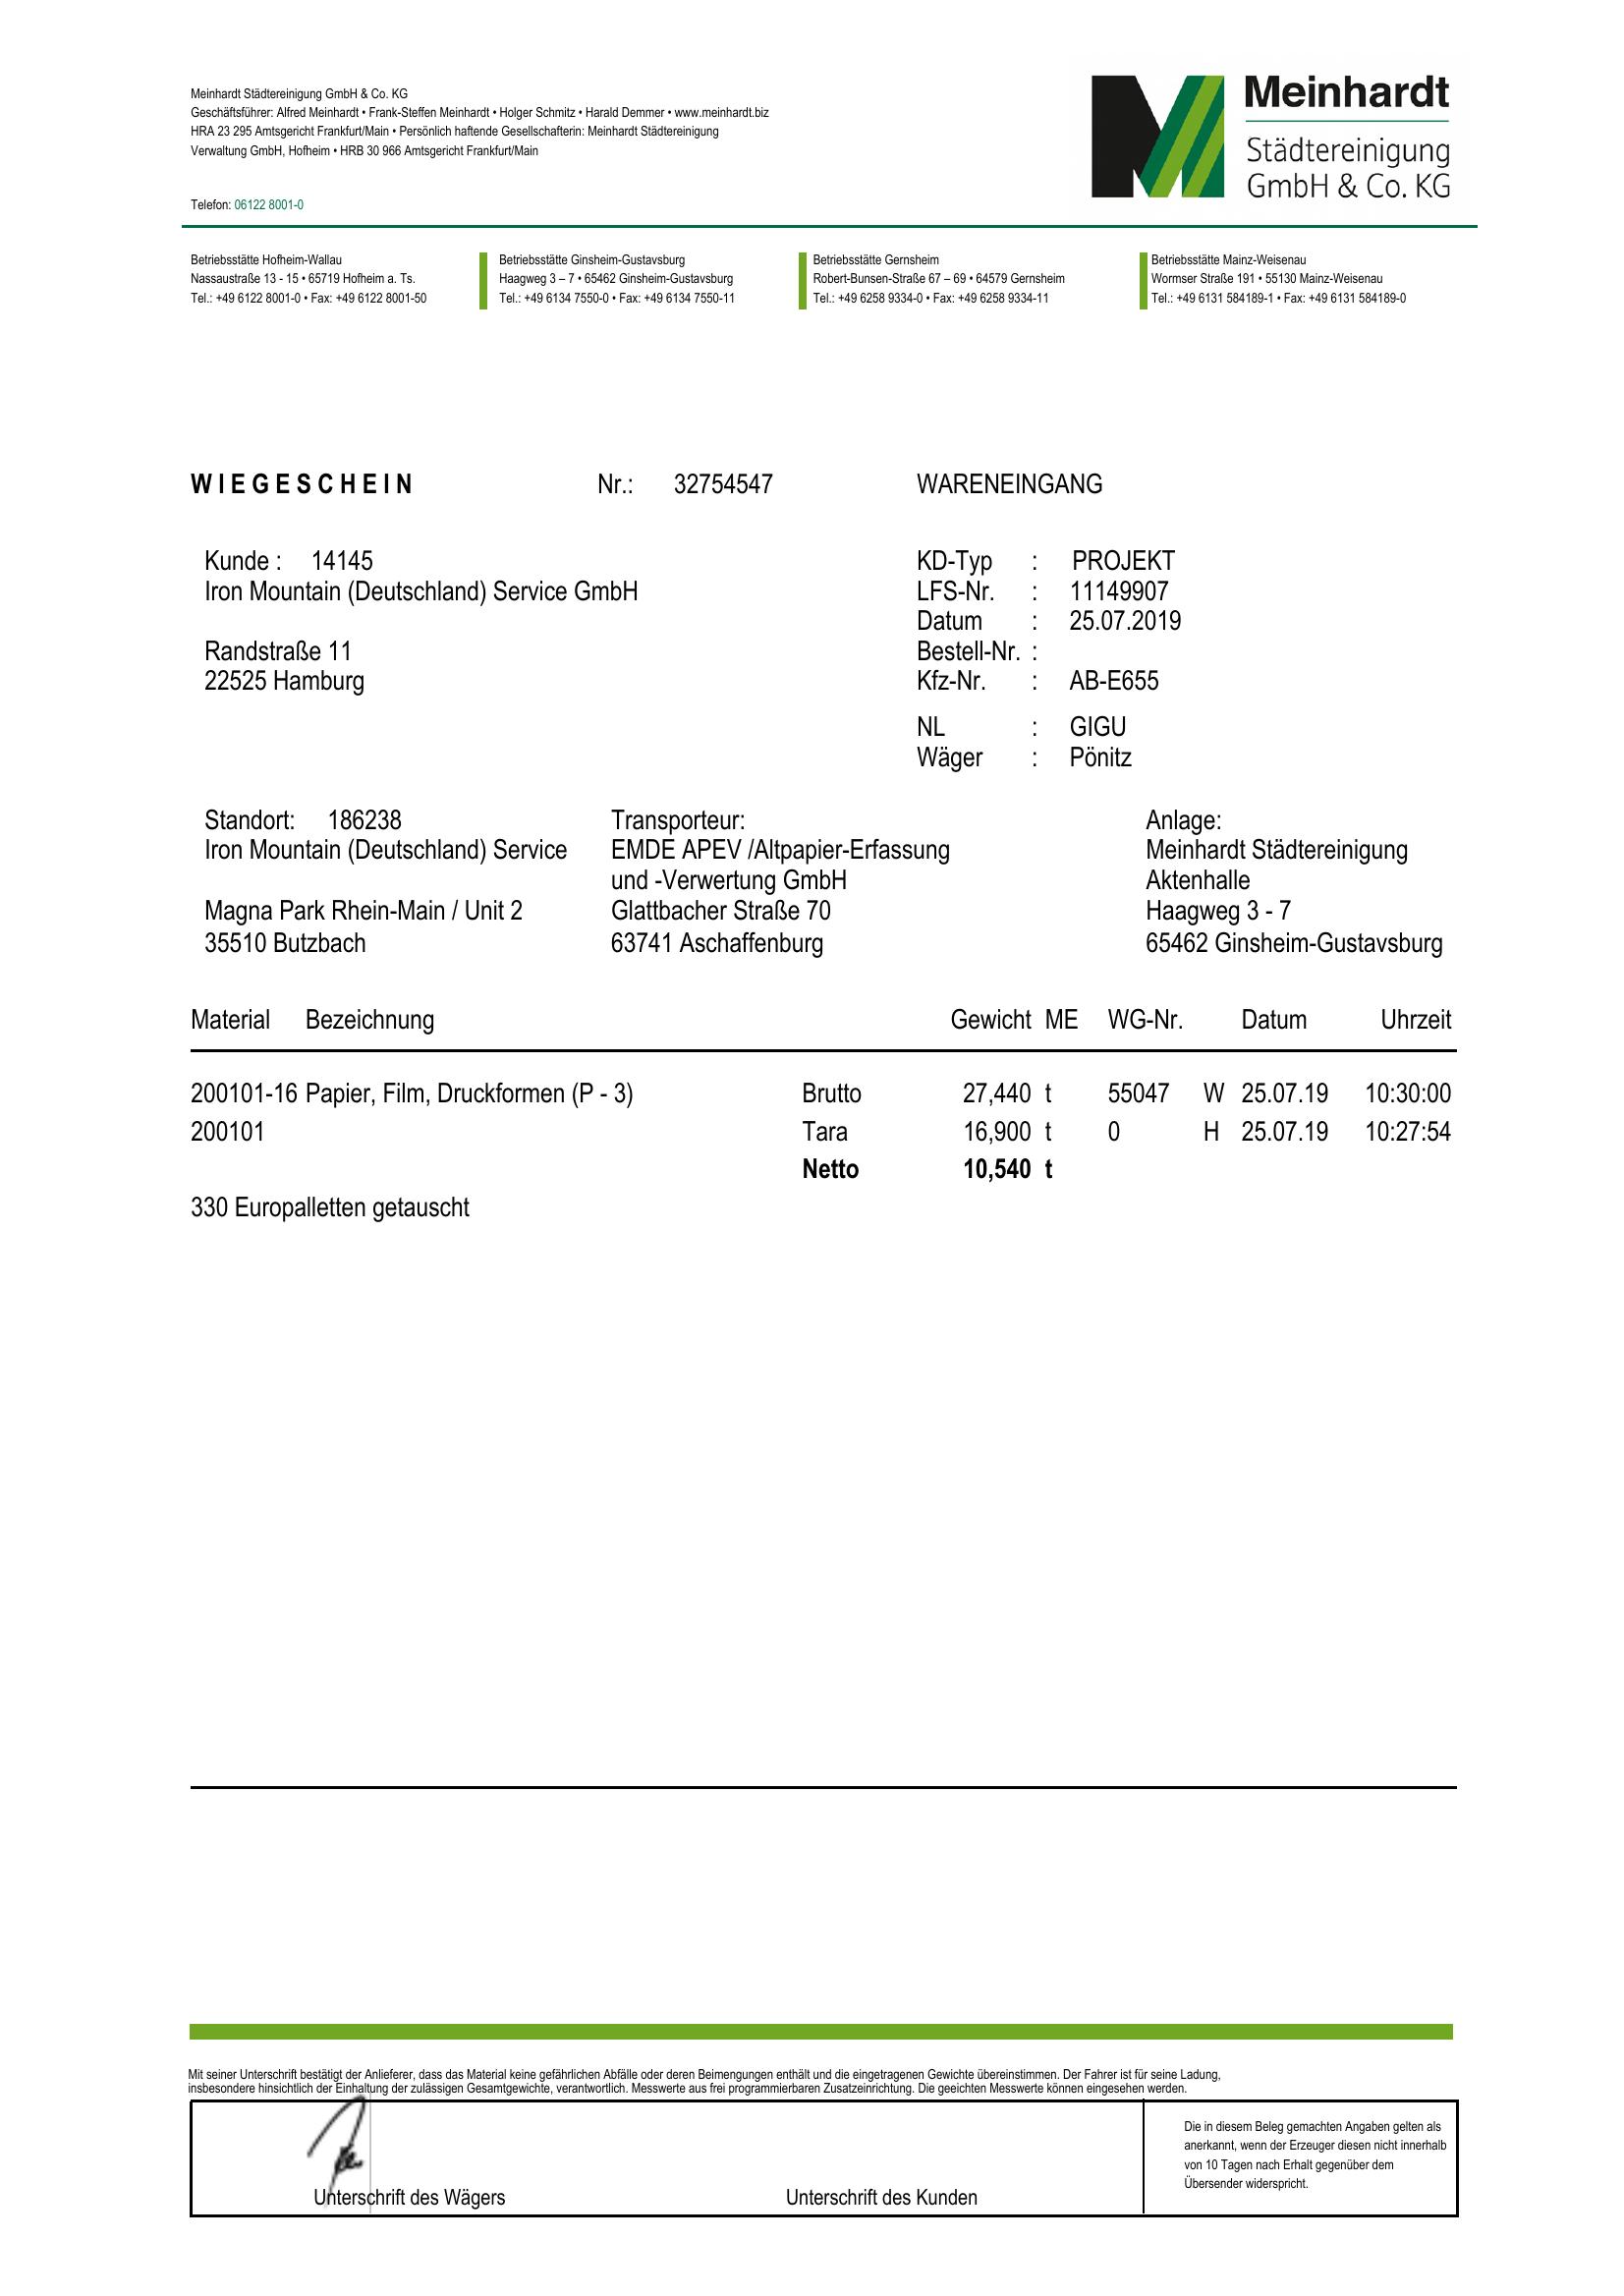 Meinhardt Städtereinigung GmbH & Co. KG
Geschäftsführer: Alfred Meinhardt • Frank-Steffen Meinhardt • Holger Schmitz • Harald Demmer • www.meinhardt.biz
HRA 23 295 Amtsgericht Frankfurt/Main • Persönlich haftende Gesellschafterin: Meinhardt Städtereinigung
Verwaltung GmbH, Hofheim • HRB 30 966 Amtsgericht Frankfurt/Main
Telefon: 06122 8001-0
Meinhardt
Städtereinigung
GmbH & Co. KG
Betriebsstätte Hofheim-Wallau
Nassaustraße 13 - 15 • 65719 Hofheim a. Ts.
Tel.: +49 6122 8001-0 • Fax: +49 6122 8001-50
Betriebsstätte Ginsheim-Gustavsburg
Haagweg 3 – 7 • 65462 Ginsheim-Gustavsburg
Tel.: +49 6134 7550-0 • Fax: +49 6134 7550-11
Betriebsstätte Gernsheim
Robert-Bunsen-Straße 67 – 69 • 64579 Gernsheim
Tel.: +49 6258 9334-0 • Fax: +49 6258 9334-11
Betriebsstätte Mainz-Weisenau
Wormser Straße 191 • 55130 Mainz-Weisenau
Tel.: +49 6131 584189-1 • Fax: +49 6131 584189-0
WIEGESCHEIN Nr.: 32754547 WARENEINGANG
Kunde : 14145
Iron Mountain (Deutschland) Service GmbH
Randstraße 11
22525 Hamburg
KD-Typ : PROJEKT
LFS-Nr. : 11149907
Datum : 25.07.2019
Bestell-Nr. :
Kfz-Nr. : AB-E655
NL : GIGU
Wäger : Pönitz
Standort: 186238
Iron Mountain (Deutschland) Service
Magna Park Rhein-Main / Unit 2
35510 Butzbach
Transporteur:
EMDE APEV /Altpapier-Erfassung
und -Verwertung GmbH
Glattbacher Straße 70
63741 Aschaffenburg
Anlage:
Meinhardt Städtereinigung
Aktenhalle
Haagweg 3 - 7
65462 Ginsheim-Gustavsburg
Material Bezeichnung Gewicht ME WG-Nr. Datum Uhrzeit
200101-16 Papier, Film, Druckformen (P - 3) Brutto 27,440 t 55047 W 25.07.19 10:30:00
200101 Tara 16,900 t 0 H 25.07.19 10:27:54
Netto 10,540 t
330 Europalletten getauscht
Mit seiner Unterschrift bestätigt der Anlieferer, dass das Material keine gefährlichen Abfälle oder deren Beimengungen enthält und die eingetragenen Gewichte übereinstimmen. Der Fahrer ist für seine Ladung,
insbesondere hinsichtlich der Einhaltung der zulässigen Gesamtgewichte, verantwortlich. Messwerte aus frei programmierbaren Zusatzeinrichtung. Die geeichten Messwerte können eingesehen werden.
Unterschrift des Wägers
Unterschrift des Kunden
Die in diesem Beleg gemachten Angaben gelten als
anerkannt, wenn der Erzeuger diesen nicht innerhalb
von 10 Tagen nach Erhalt gegenüber dem
Übersender widerspricht.